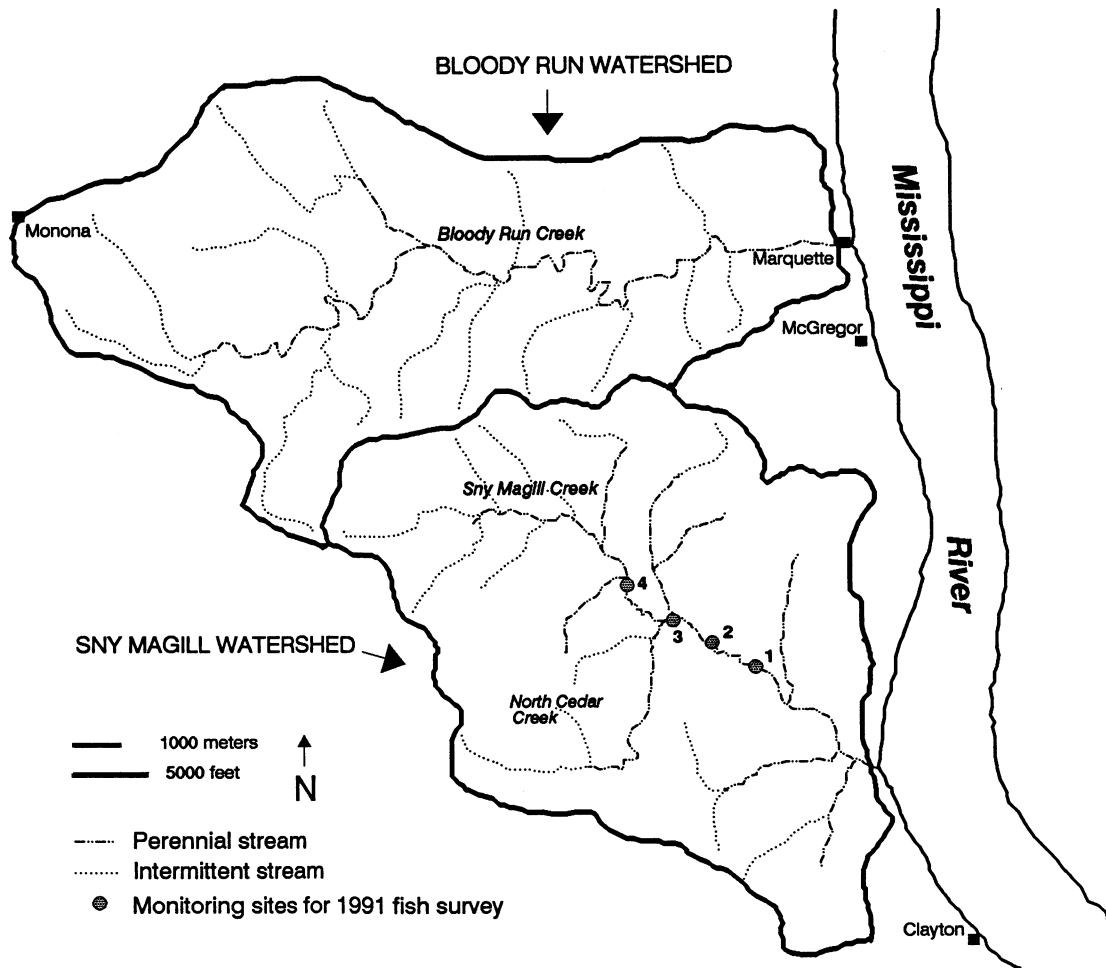 BLOODY RUN WATERSHED
Mississippi
Monona
Bloody Run Creek
Marquette
McGregor
Sny Magill Creek
River
4
3
2
1
SNY MAGILL WATERSHED
North Cedar
Creek
1000 meters
5000 feet
N
Perennial stream
Intermittent stream
Monitoring sites for 1991 fish survey
Clayton